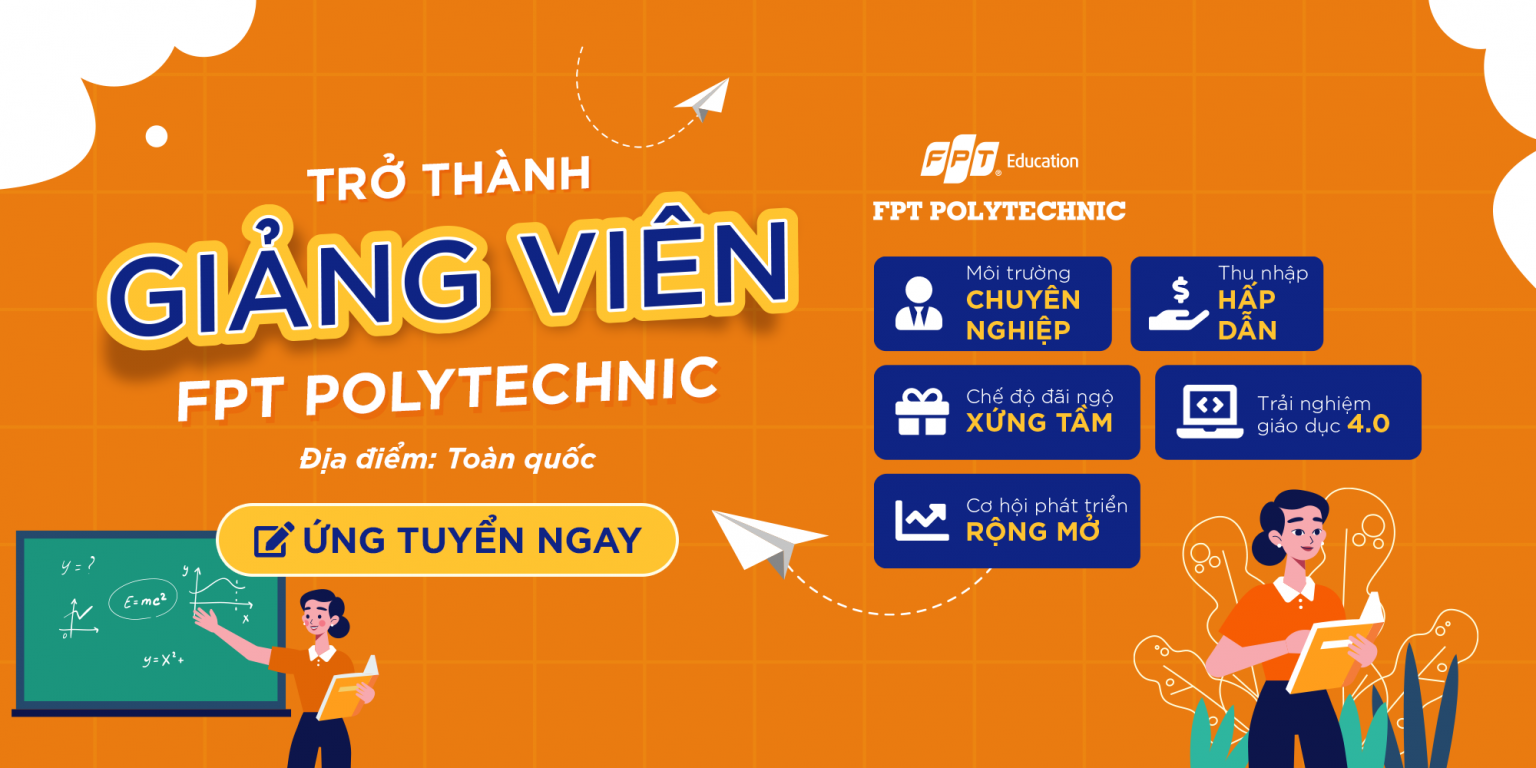 TRỞ THÀNH
GIẢNG VIÊN
FPT POLYTECHNIC
Địa điểm: Toàn quốc
ỨNG TUYỂN NGAY
y = ?
E=mc²
y
x
0
y=x²+
FPT® Education
FPT POLYTECHNIC
Môi trường
CHUYÊN
NGHIỆP
Thu nhập
HẤP
DẪN
Chế độ đãi ngộ
XỨNG TẦM
Trải nghiệm
giáo dục 4.0
Cơ hội phát triển
RỘNG MỞ